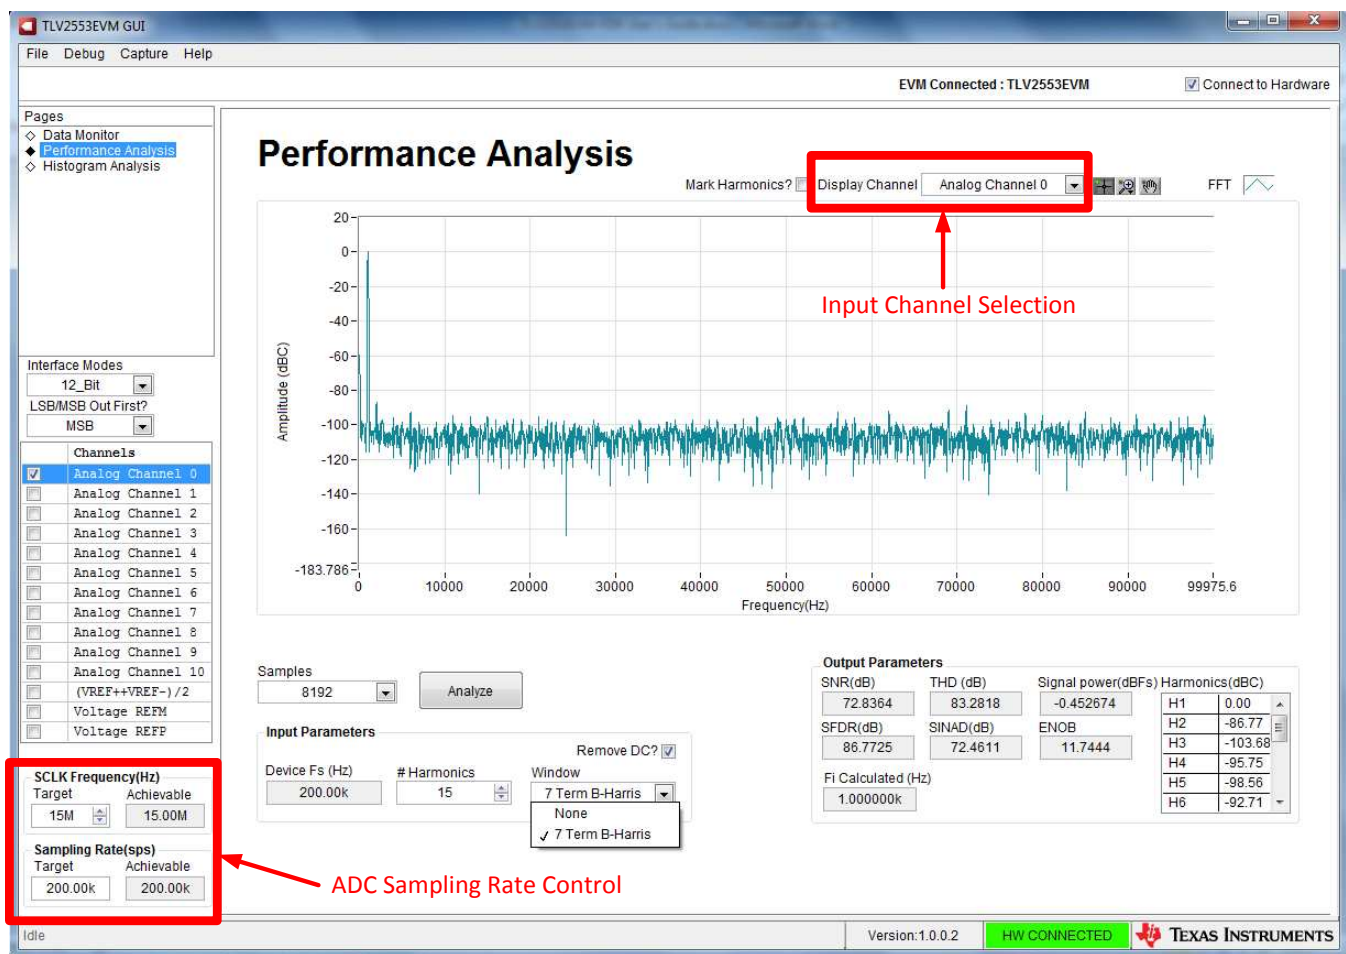 TLV2553EVM GUI
File Debug Capture Help
EVM Connected : TLV2553EVM Connect to Hardware
Pages
Data Monitor
Performance Analysis
Histogram Analysis
Performance Analysis
Mark Harmonics? Display Channel Analog Channel 0 FFT
Input Channel Selection
20
0
-20
-40
-60
-80
-100
-120
-140
-160
-183.786
Amplitude (dBC)
0 10000 20000 30000 40000 50000 60000 70000 80000 90000 99975.6
Frequency(Hz)
Interface Modes
12_Bit
LSB/MSB Out First?
MSB
Channels
Analog Channel 0
Analog Channel 1
Analog Channel 2
Analog Channel 3
Analog Channel 4
Analog Channel 5
Analog Channel 6
Analog Channel 7
Analog Channel 8
Analog Channel 9
Analog Channel 10
(VREF++VREF-)/2
Voltage REFM
Voltage REFP
SCLK Frequency(Hz)
Target Achievable
15M 15.00M
Sampling Rate(sps)
Target Achievable
200.00k 200.00k
ADC Sampling Rate Control
Samples
8192 Analyze
Input Parameters
Remove DC?
Device Fs (Hz) # Harmonics Window
200.00k 15 7 Term B-Harris
None
✓ 7 Term B-Harris
Output Parameters
SNR(dB) THD (dB) Signal power(dBFs) Harmonics(dBC)
72.8364 83.2818 -0.452674
SFDR(dB) SINAD(dB) ENOB
86.7725 72.4611 11.7444
Fi Calculated (Hz)
1.000000k
H1 0.00
H2 -86.77
H3 -103.68
H4 -95.75
H5 -98.56
H6 -92.71
Idle Version:1.0.0.2 HW CONNECTED TEXAS INSTRUMENTS